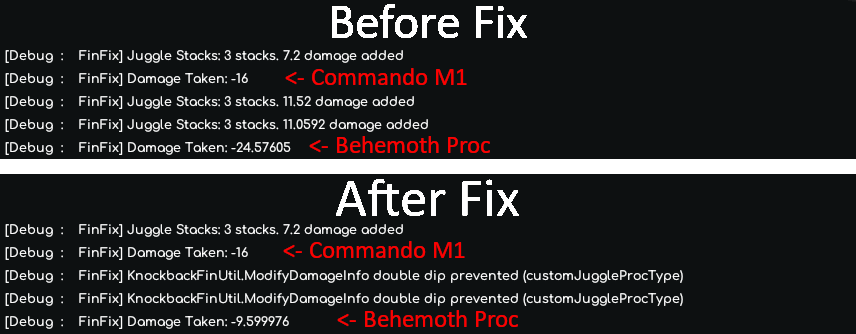 Before Fix
[Debug  :   FinFix] Juggle Stacks: 3 stacks. 7.2 damage added
[Debug  :   FinFix] Damage Taken: -16 <- Commando M1
[Debug  :   FinFix] Juggle Stacks: 3 stacks. 11.52 damage added
[Debug  :   FinFix] Juggle Stacks: 3 stacks. 11.0592 damage added
[Debug  :   FinFix] Damage Taken: -24.57605 <- Behemoth Proc
After Fix
[Debug  :   FinFix] Juggle Stacks: 3 stacks. 7.2 damage added
[Debug  :   FinFix] Damage Taken: -16 <- Commando M1
[Debug  :   FinFix] KnockbackFinUtil.ModifyDamageInfo double dip prevented (customJuggleProcType)
[Debug  :   FinFix] KnockbackFinUtil.ModifyDamageInfo double dip prevented (customJuggleProcType)
[Debug  :   FinFix] Damage Taken: -9.599976 <- Behemoth Proc